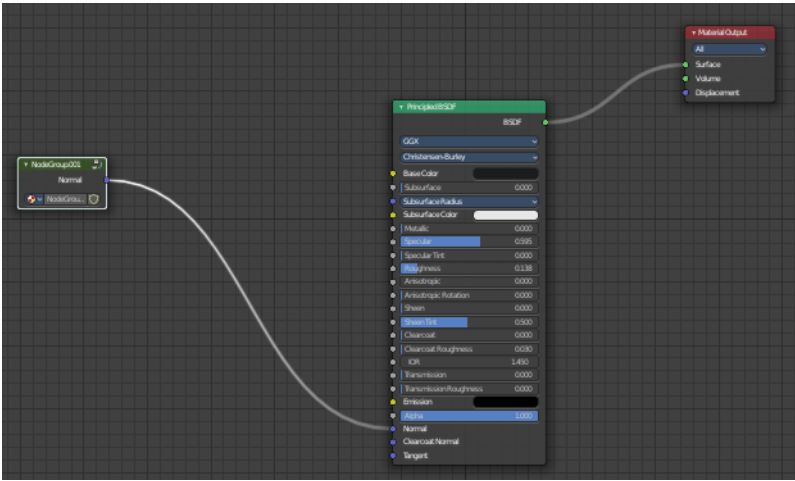 Material Output
All
Surface
Volume
Displacement
Principled BSDF
BSDF
GGX
Christensen-Burley
Base Color
Subsurface 0.000
Subsurface Radius
Subsurface Color
Metallic 0.000
Specular 0.595
Specular Tint 0.000
Roughness 0.138
Anisotropic 0.000
Anisotropic Rotation 0.000
Sheen 0.000
Sheen Tint 0.500
Clearcoat 0.000
Clearcoat Roughness 0.030
IOR 1.450
Transmission 0.000
Transmission Roughness 0.000
Emission
Alpha 1.000
Normal
Clearcoat Normal
Tangent
NodeGroup.001
Normal
NodeGrou...